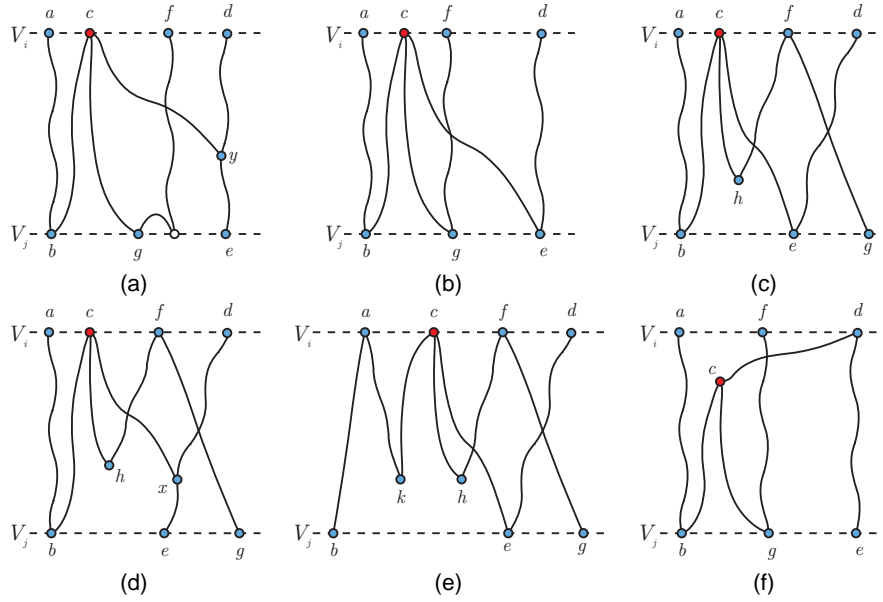 a c f d a c f d a c f d
V_i V_i V_i
y
h
V_j V_j V_j
b g e b g e b e g
(a) (b) (c)
a c f d a c f d a f d
V_i V_i V_i
c
h x k h
V_j V_j V_j
b e g b e g b g e
(d) (e) (f)